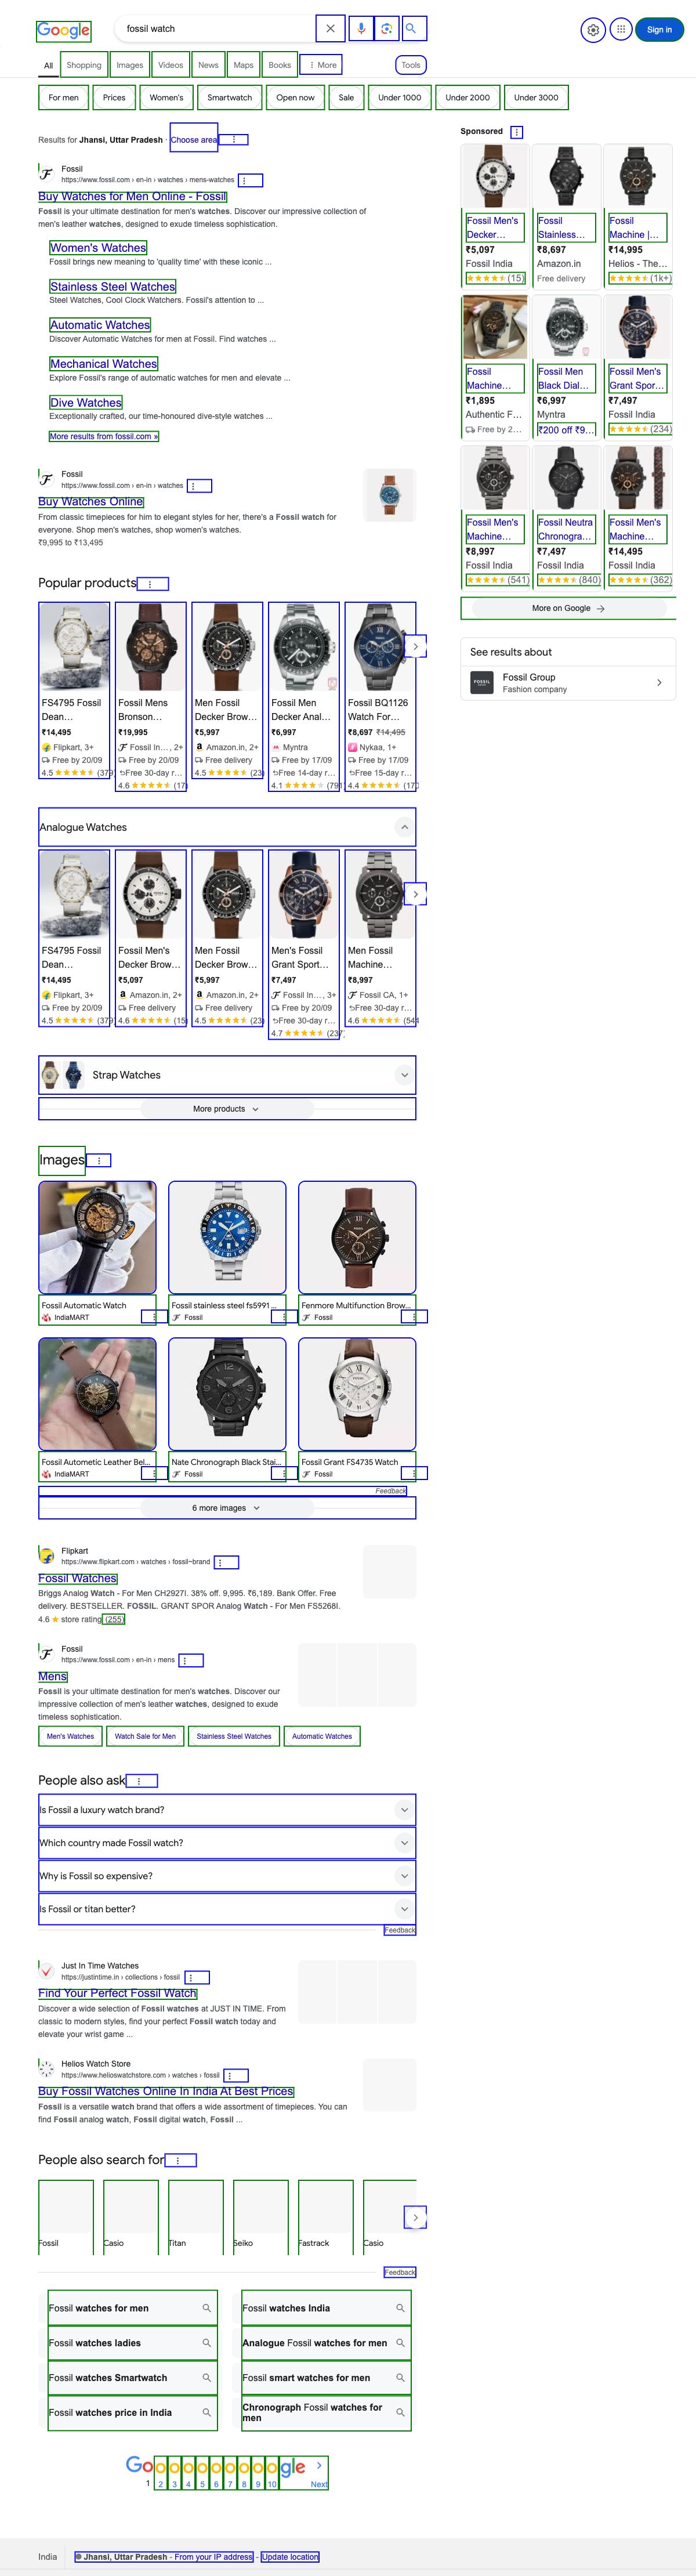 Google
fossil watch
Sign in
All
Shopping
Images
Videos
News
Maps
Books
More
Tools
For men
Prices
Women's
Smartwatch
Open now
Sale
Under 1000
Under 2000
Under 3000
Results for Jhansi, Uttar Pradesh · Choose area
Fossil
https://www.fossil.com › en-in › watches › mens-watches
Buy Watches for Men Online - Fossil
Fossil is your ultimate destination for men's watches. Discover our impressive collection of
men's leather watches, designed to exude timeless sophistication.
Women's Watches
Fossil brings new meaning to 'quality time' with these iconic ...
Stainless Steel Watches
Steel Watches, Cool Clock Watchers. Fossil's attention to ...
Automatic Watches
Discover Automatic Watches for men at Fossil. Find watches ...
Mechanical Watches
Explore Fossil's range of automatic watches for men and elevate ...
Dive Watches
Exceptionally crafted, our time-honoured dive-style watches ...
More results from fossil.com »
Fossil
https://www.fossil.com › en-in › watches
Buy Watches Online
From classic timepieces for him to elegant styles for her, there's a Fossil watch for
everyone. Shop men's watches, shop women's watches.
₹9,995 to ₹13,495
Sponsored
Fossil Men's
Decker...
₹5,097
Fossil India
(15)
Fossil
Stainless...
₹8,697
Amazon.in
Free delivery
Fossil
Machine |...
₹14,995
Helios - The...
(1k+)
Fossil
Machine...
₹1,895
Authentic F...
Free by 2...
Fossil Men
Black Dial...
₹6,997
Myntra
₹200 off ₹9...
Fossil Men's
Grant Spor...
₹7,497
Fossil India
(234)
Fossil Men's
Machine...
₹8,997
Fossil India
(541)
Fossil Neutra
Chronogra...
₹7,497
Fossil India
(840)
Fossil Men's
Machine...
₹14,495
Fossil India
(362)
More on Google
See results about
FOSSIL
Fossil Group
Fashion company
Popular products
FS4795 Fossil
Dean...
₹14,495
Flipkart, 3+
Free by 20/09
4.5 (379
Fossil Mens
Bronson...
₹19,995
Fossil In..., 2+
Free by 20/09
Free 30-day r...
4.6 (17)
Men Fossil
Decker Brow...
₹5,997
Amazon.in, 2+
Free delivery
4.5 (23)
Fossil Men
Decker Anal...
₹6,997
Myntra
Free by 17/09
Free 14-day r...
4.1 (791
Fossil BQ1126
Watch For...
₹8,697 ₹14,495
Nykaa, 1+
Free by 17/09
Free 15-day r...
4.4 (17
Analogue Watches
FS4795 Fossil
Dean...
₹14,495
Flipkart, 3+
Free by 20/09
4.5 (379
Fossil Men's
Decker Brow...
₹5,097
Amazon.in, 2+
Free delivery
4.6 (15)
Men Fossil
Decker Brow...
₹5,997
Amazon.in, 2+
Free delivery
4.5 (23)
Men's Fossil
Grant Sport...
₹7,497
Fossil In..., 3+
Free by 20/09
Free 30-day r...
4.7 (237
Men Fossil
Machine...
₹8,997
Fossil CA, 1+
Free 30-day r...
4.6 (541
Strap Watches
More products
Images
Fossil Automatic Watch
IndiaMART
Fossil stainless steel fs5991 ...
Fossil
Fenmore Multifunction Brow...
Fossil
Fossil Autometic Leather Bel...
IndiaMART
Nate Chronograph Black Stai...
Fossil
Fossil Grant FS4735 Watch
Fossil
Feedback
6 more images
Flipkart
https://www.flipkart.com › watches › fossil~brand
Fossil Watches
Briggs Analog Watch - For Men CH2927I. 38% off. 9,995. ₹6,189. Bank Offer. Free
delivery. BESTSELLER. FOSSIL. GRANT SPOR Analog Watch - For Men FS5268I.
4.6 ★ store rating (255)
Fossil
https://www.fossil.com › en-in › mens
Mens
Fossil is your ultimate destination for men's watches. Discover our
impressive collection of men's leather watches, designed to exude
timeless sophistication.
Men's Watches
Watch Sale for Men
Stainless Steel Watches
Automatic Watches
People also ask
Is Fossil a luxury watch brand?
Which country made Fossil watch?
Why is Fossil so expensive?
Is Fossil or titan better?
Feedback
Just In Time Watches
https://justintime.in › collections › fossil
Find Your Perfect Fossil Watch
Discover a wide selection of Fossil watches at JUST IN TIME. From
classic to modern styles, find your perfect Fossil watch today and
elevate your wrist game ...
Helios Watch Store
https://www.helioswatchstore.com › watches › fossil
Buy Fossil Watches Online In India At Best Prices
Fossil is a versatile watch brand that offers a wide assortment of timepieces. You can
find Fossil analog watch, Fossil digital watch, Fossil ...
People also search for
Fossil
Casio
Titan
Seiko
Fastrack
Casio
Feedback
Fossil watches for men
Fossil watches India
Fossil watches ladies
Analogue Fossil watches for men
Fossil watches Smartwatch
Fossil smart watches for men
Fossil watches price in India
Chronograph Fossil watches for
men
Goooooooooogle
1 2 3 4 5 6 7 8 9 10 Next
India
Jhansi, Uttar Pradesh - From your IP address - Update location